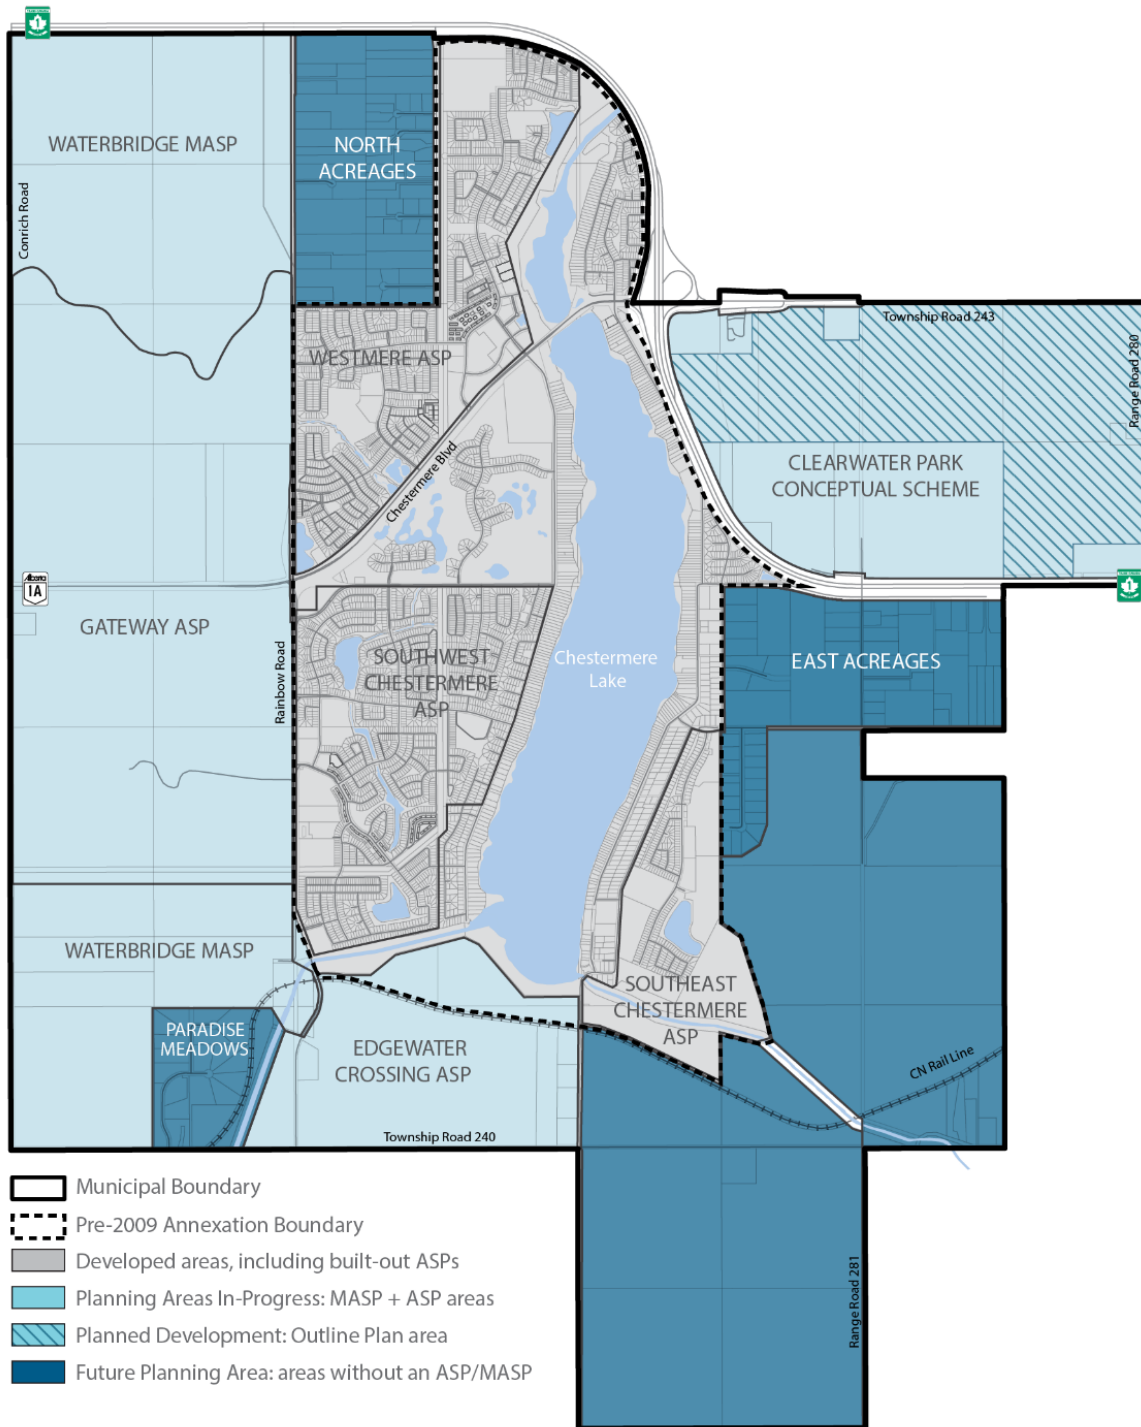 1
WATERBRIDGE MASP
NORTH
ACREAGES
Conrich Road
Township Road 243
Range Road 280
WESTMERE ASP
Chestermere Blvd
CLEARWATER PARK
CONCEPTUAL SCHEME
Alberta
1A
1
GATEWAY ASP
Rainbow Road
SOUTHWEST
CHESTERMERE
ASP
Chestermere
Lake
EAST ACREAGES
WATERBRIDGE MASP
SOUTHEAST
CHESTERMERE
ASP
PARADISE
MEADOWS
EDGEWATER
CROSSING ASP
CN Rail Line
Township Road 240
Range Road 281
Municipal Boundary
Pre-2009 Annexation Boundary
Developed areas, including built-out ASPs
Planning Areas In-Progress: MASP + ASP areas
Planned Development: Outline Plan area
Future Planning Area: areas without an ASP/MASP